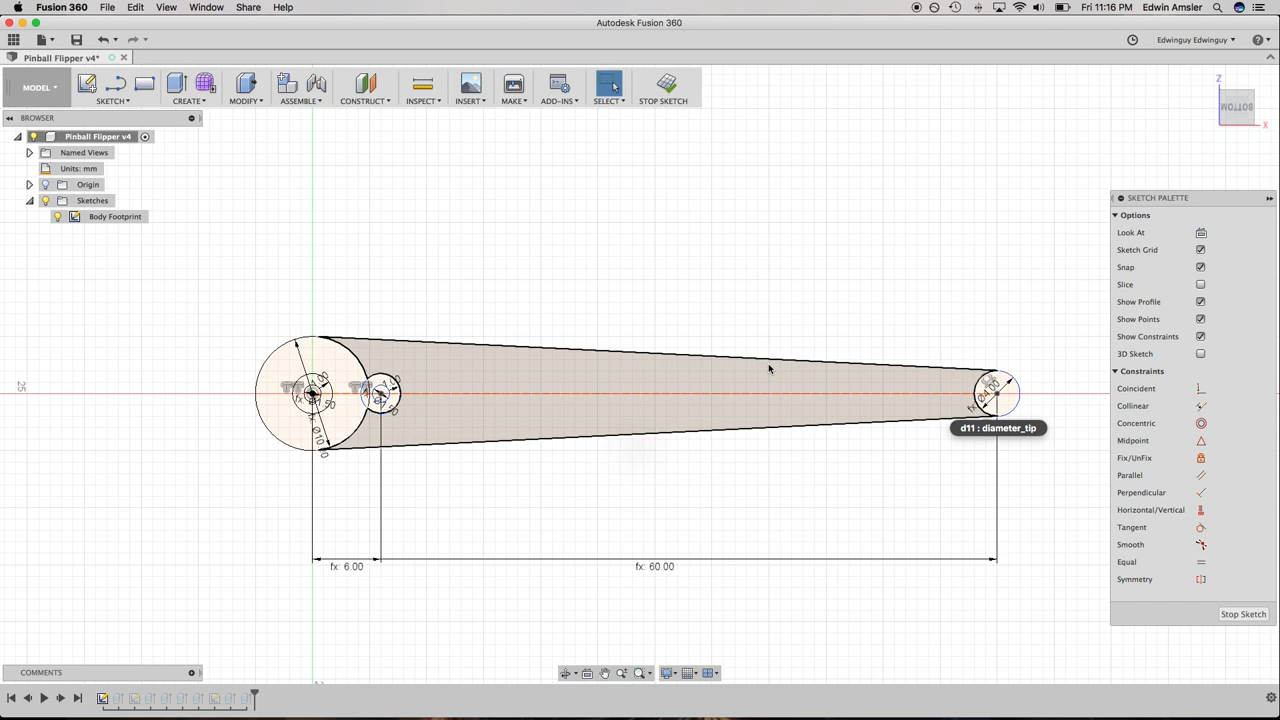 Fusion 360 File Edit View Window Share Help Fri 11:16 PM Edwin Amsler
Autodesk Fusion 360
Edwinguy Edwinguy
Pinball Flipper v4*
MODEL
SKETCH CREATE MODIFY ASSEMBLE CONSTRUCT INSPECT INSERT MAKE ADD-INS SELECT STOP SKETCH
BROWSER
Pinball Flipper v4
Named Views
Units: mm
Origin
Sketches
Body Footprint
Z
BOTTOM
X
SKETCH PALETTE
Options
Look At
Sketch Grid
Snap
Slice
Show Profile
Show Points
Show Constraints
3D Sketch
Constraints
Coincident
Collinear
Concentric
Midpoint
Fix/UnFix
Parallel
Perpendicular
Horizontal/Vertical
Tangent
Smooth
Equal
Symmetry
Stop Sketch
25
fx: Ø4.00
d11 : diameter_tip
fx: 6.00
fx: 60.00
COMMENTS